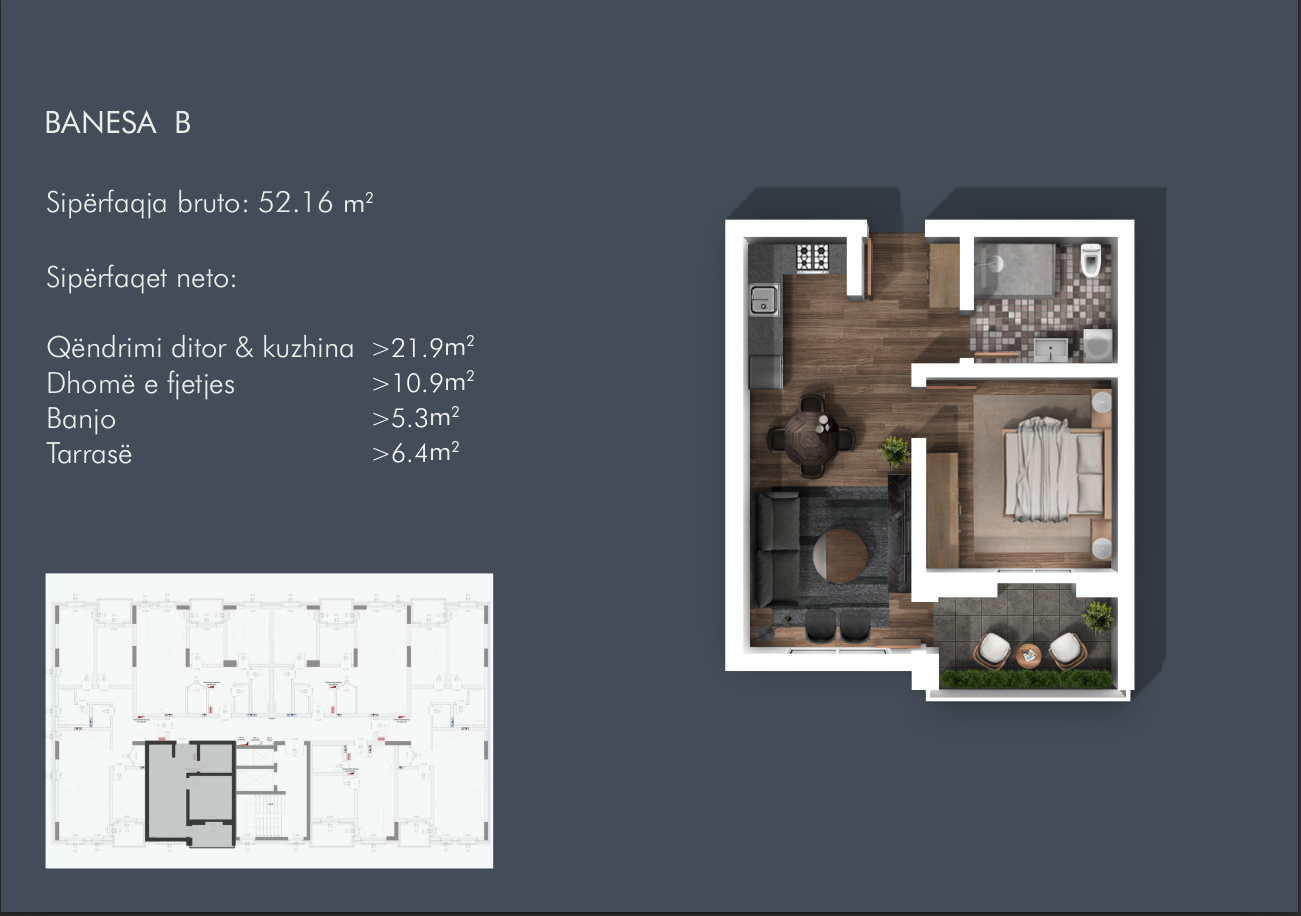 BANESA B
Sipërfaqja bruto: 52.16 m²
Sipërfaqet neto:
Qëndrimi ditor & kuzhina >21.9m²
Dhomë e fjetjes >10.9m²
Banjo >5.3m²
Tarrasë >6.4m²